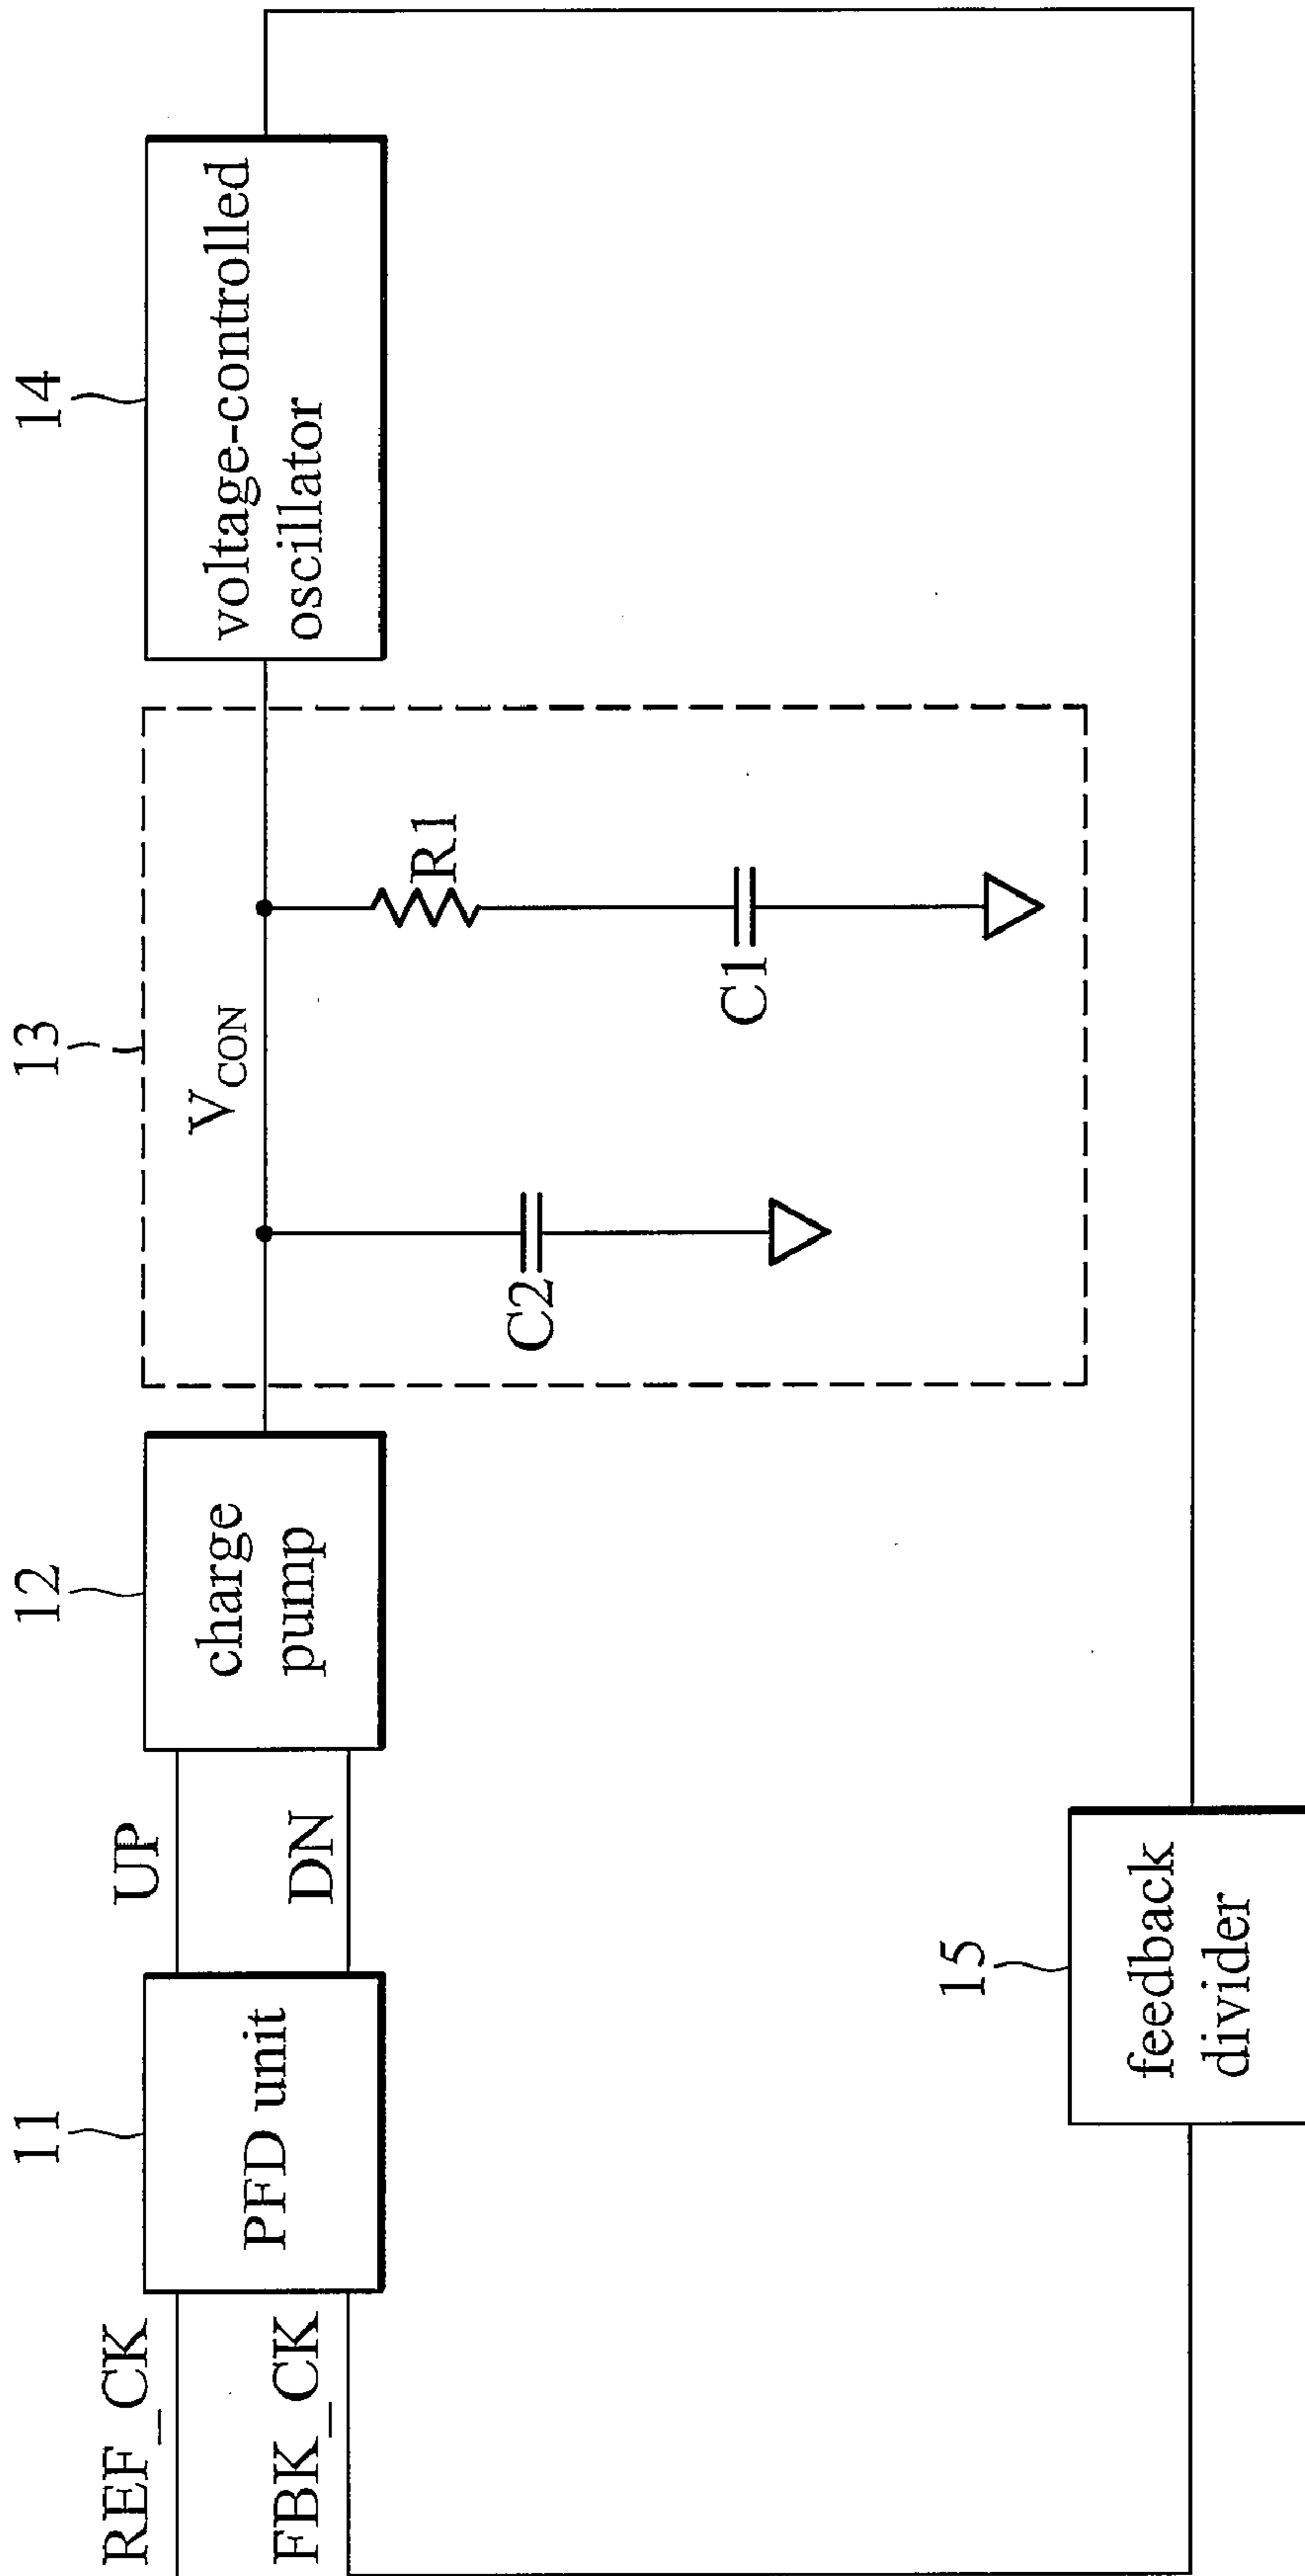 11
12
13
14
REF_CK
FBK_CK
PFD unit
UP
DN
charge
pump
V_CON
C2
R1
C1
voltage-controlled
oscillator
15
feedback
divider